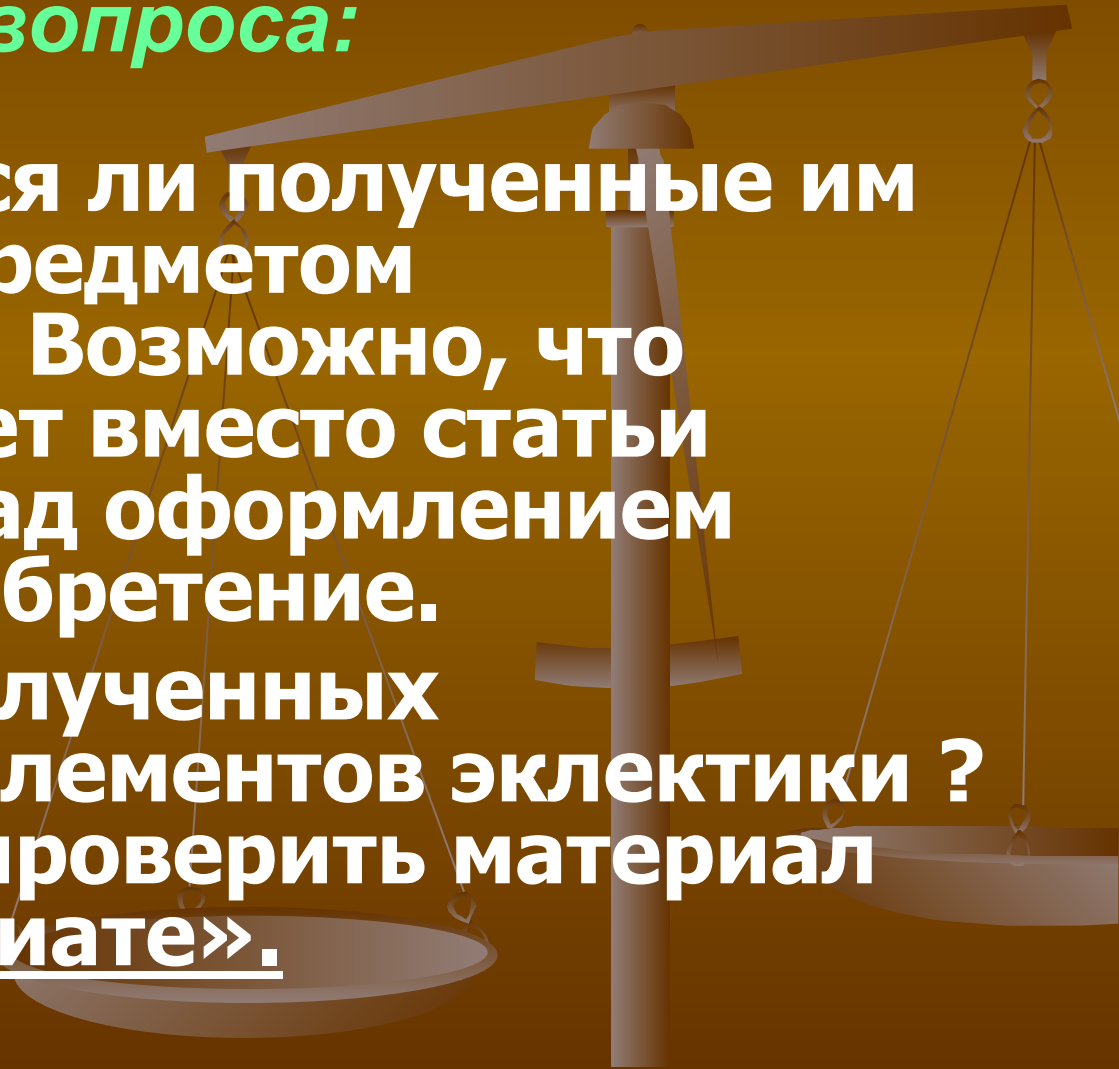 вопроса:
ся ли полученные им
редметом
Возможно, что
ет вместо статьи
ад оформлением
бретение.
лученных
лементов эклектики ?
проверить материал
иате».